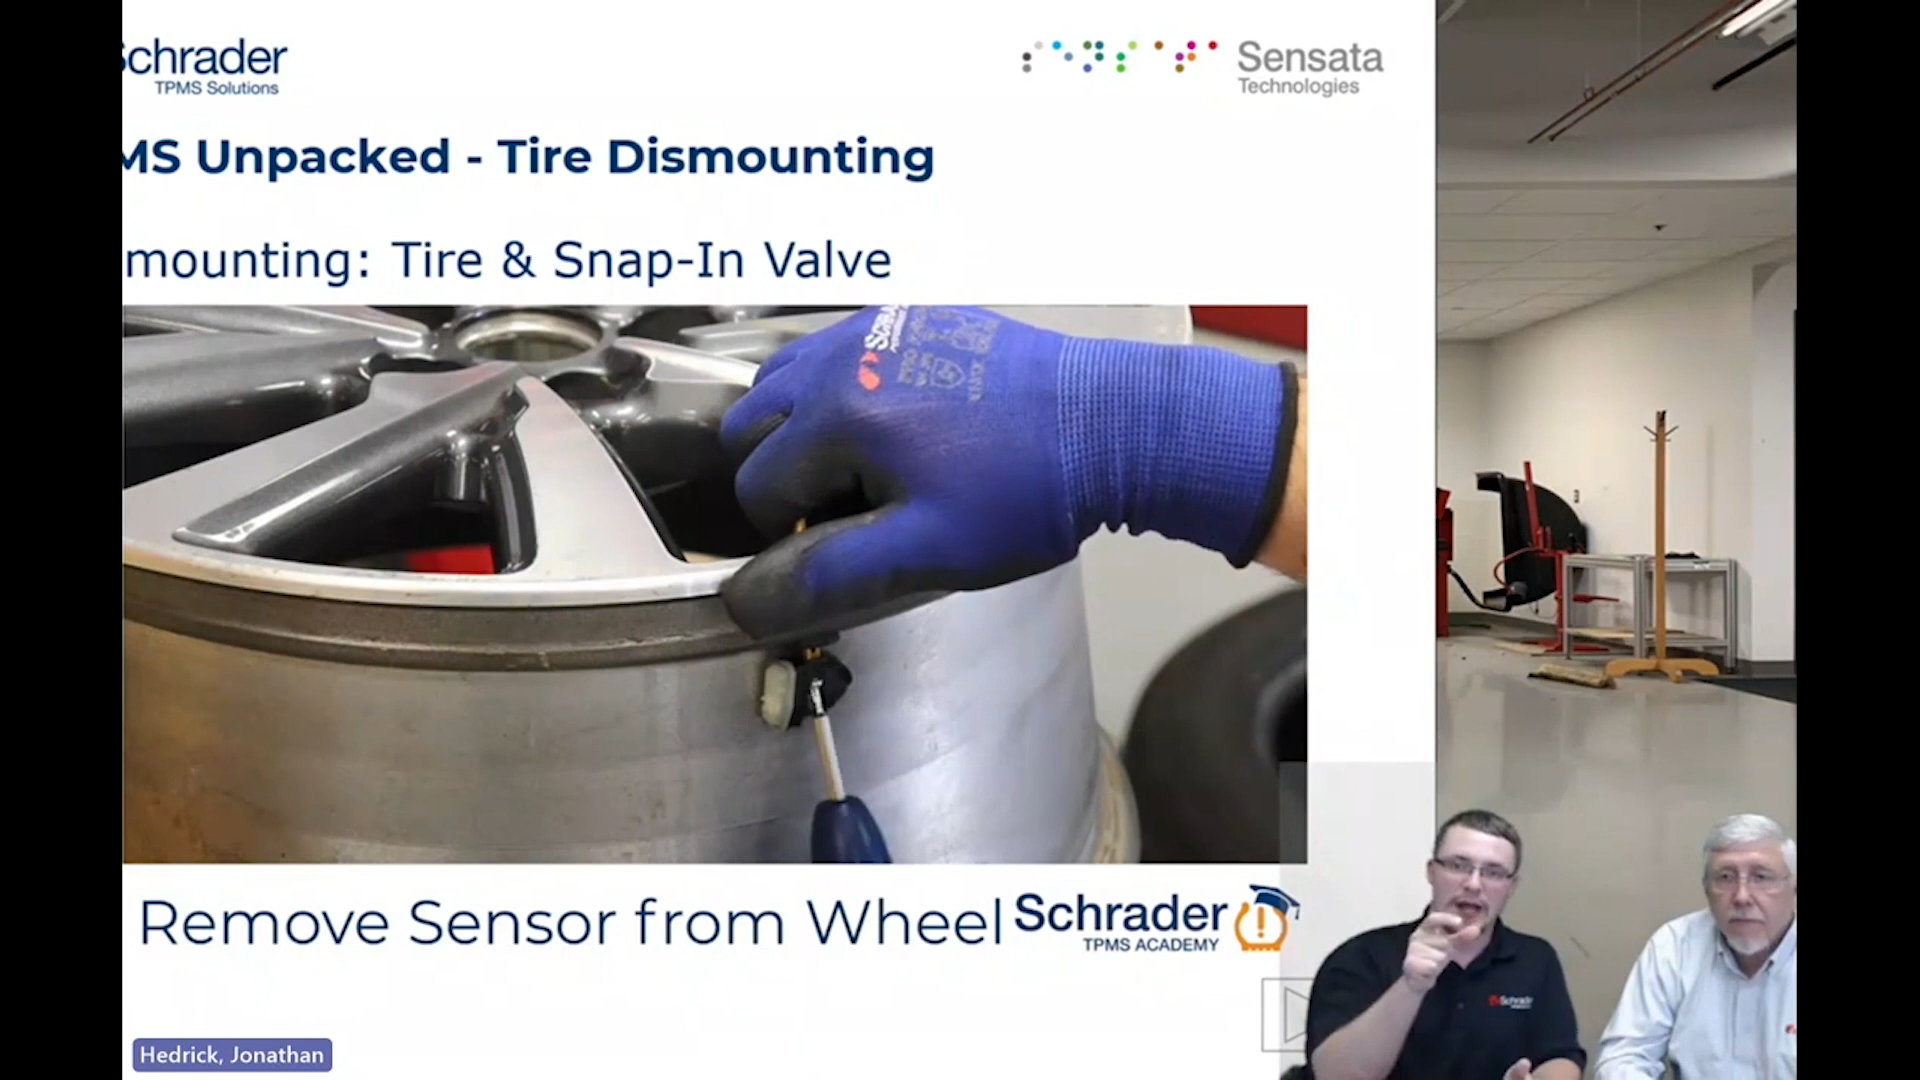 Schrader
TPMS Solutions
Sensata
Technologies
MS Unpacked - Tire Dismounting
mounting: Tire & Snap-In Valve
Remove Sensor from Wheel
Schrader
TPMS ACADEMY
Schrader
Hedrick, Jonathan